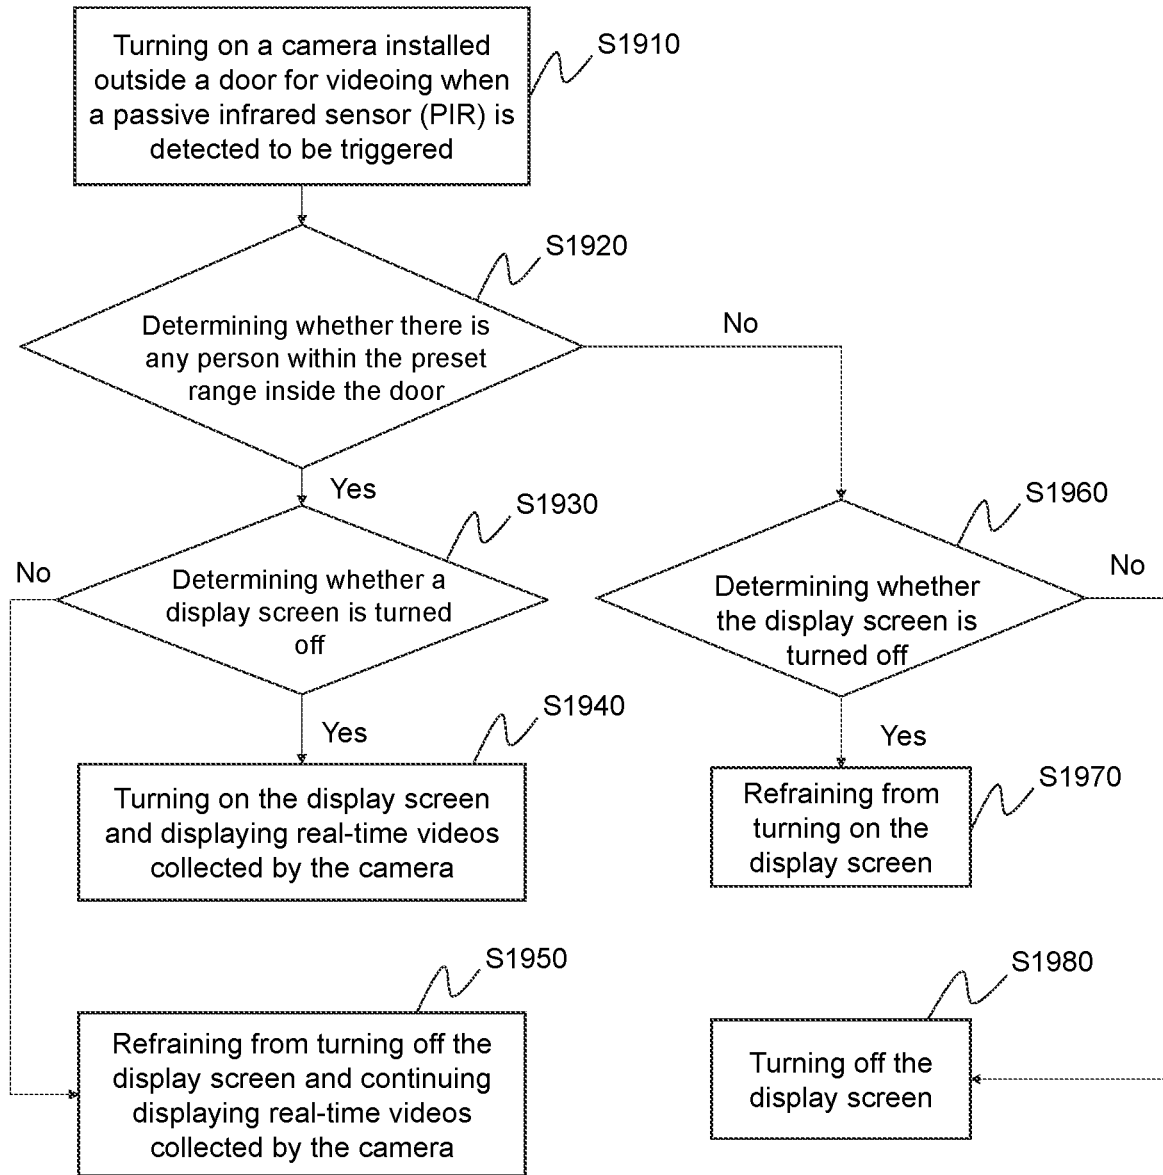 Turning on a camera installed
outside a door for videoing when
a passive infrared sensor (PIR) is
detected to be triggered
S1910
S1920
Determining whether there is
any person within the preset
range inside the door
No
Yes
S1930
S1960
No
Determining whether a
display screen is turned
off
Determining whether
the display screen is
turned off
No
Yes
S1940
Yes
S1970
Turning on the display screen
and displaying real-time videos
collected by the camera
Refraining from
turning on the
display screen
S1950
S1980
Refraining from turning off the
display screen and continuing
displaying real-time videos
collected by the camera
Turning off the
display screen